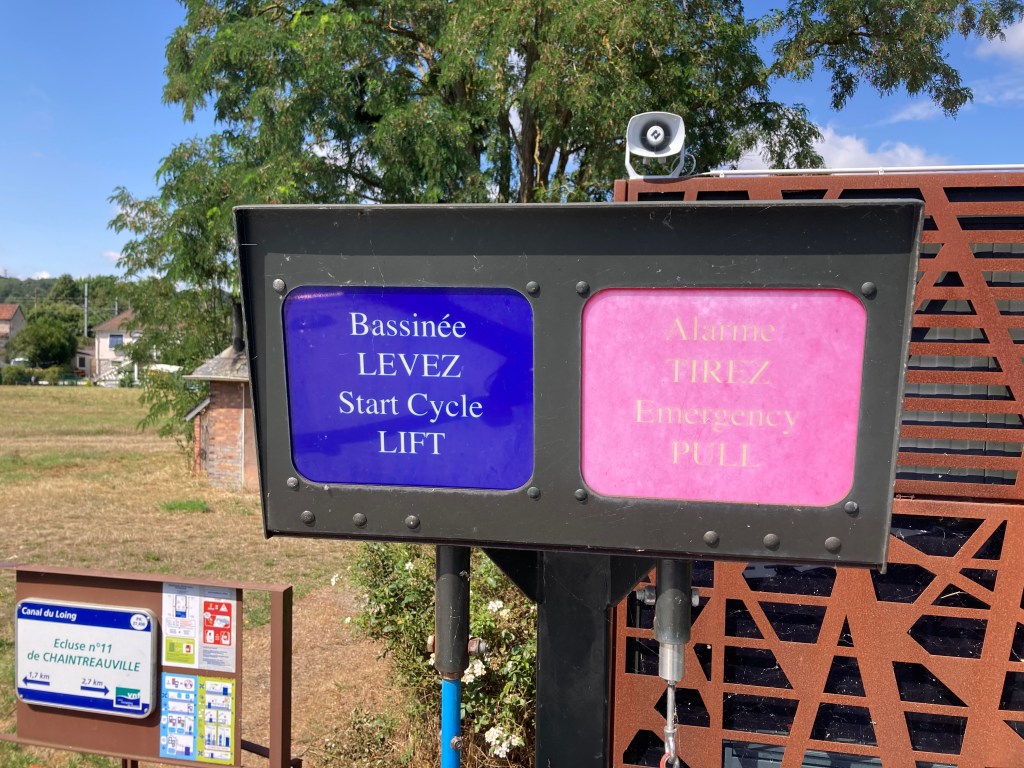 Bassinée
LEVEZ
Start Cycle
LIFT
Alarme
TIREZ
Emergency
PULL
Canal du Loing
Ecluse n°11
de CHAINTREAUVILLE
1,7 km
2,7 km
vnf